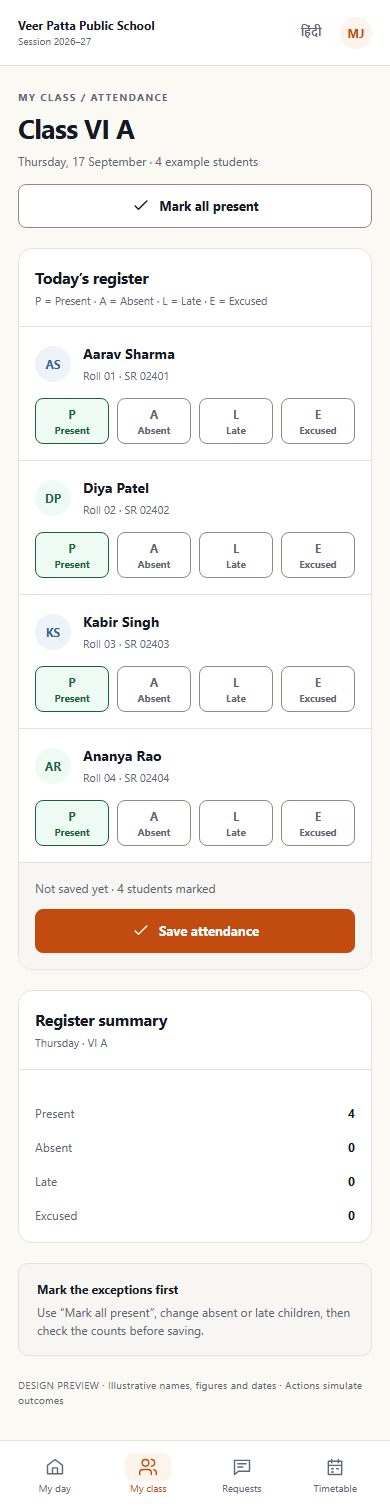 Veer Patta Public School
Session 2026–27
हिंदी
MJ
MY CLASS / ATTENDANCE
Class VI A
Thursday, 17 September · 4 example students
Mark all present
Today’s register
P = Present · A = Absent · L = Late · E = Excused
AS
Aarav Sharma
Roll 01 · SR 02401
P A L E
Present Absent Late Excused
DP
Diya Patel
Roll 02 · SR 02402
P A L E
Present Absent Late Excused
KS
Kabir Singh
Roll 03 · SR 02403
P A L E
Present Absent Late Excused
AR
Ananya Rao
Roll 04 · SR 02404
P A L E
Present Absent Late Excused
Not saved yet · 4 students marked
Save attendance
Register summary
Thursday · VI A
Present 4
Absent 0
Late 0
Excused 0
Mark the exceptions first
Use “Mark all present”, change absent or late children, then
check the counts before saving.
DESIGN PREVIEW · Illustrative names, figures and dates · Actions simulate
outcomes
My day My class Requests Timetable